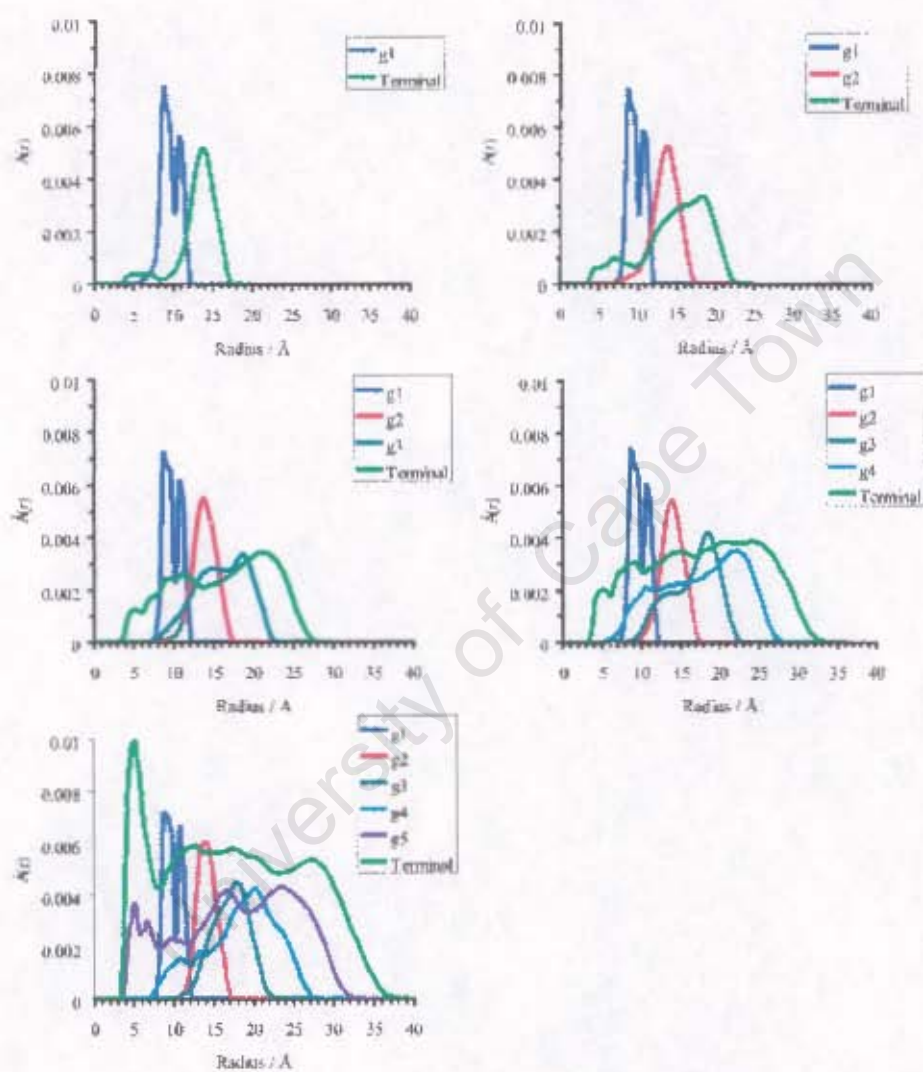 0.01
0.008
0.006
0.004
0.002
0
A(r)
0 5 10 15 20 25 30 35 40
Radius / Å
g1
Terminal
0.01
0.008
0.006
0.004
0.002
0
A(r)
0 5 10 15 20 25 30 35 40
Radius / Å
g1
g2
Terminal
0.01
0.008
0.006
0.004
0.002
0
A(r)
0 5 10 15 20 25 30 35 40
Radius / Å
g1
g2
g3
Terminal
0.01
0.008
0.006
0.004
0.002
0
A(r)
0 5 10 15 20 25 30 35 40
Radius / Å
g1
g2
g3
g4
Terminal
0.01
0.008
0.006
0.004
0.002
0
A(r)
0 5 10 15 20 25 30 35 40
Radius / Å
g1
g2
g3
g4
g5
Terminal
University of Cape Town